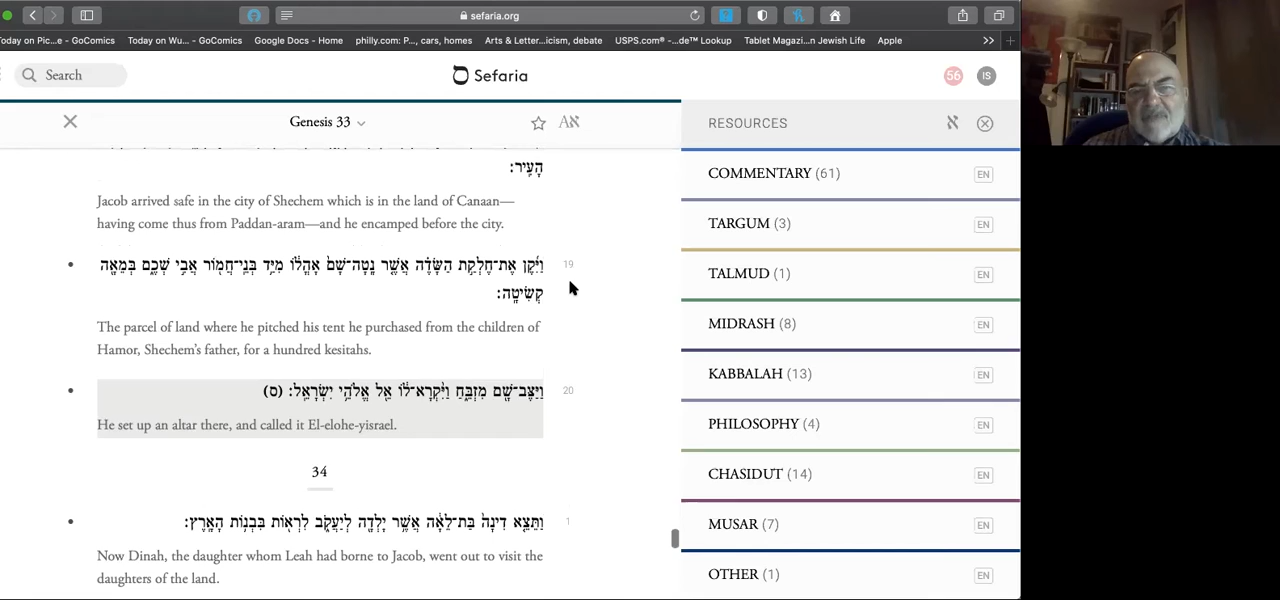 sefaria.org
oday on Pic...e - GoComics Today on Wu... - GoComics Google Docs - Home philly.com: P..., cars, homes Arts & Letter...icism, debate USPS.com® -...de™ Lookup Tablet Magazi...n Jewish Life Apple
Search
Sefaria
56 IS
Genesis 33
הָעִֽיר׃
Jacob arrived safe in the city of Shechem which is in the land of Canaan—
having come thus from Paddan-aram—and he encamped before the city.
19
וַיִּ֜קֶן אֶת־חֶלְקַ֣ת הַשָּׂדֶ֗ה אֲשֶׁ֤ר נָֽטָה־שָׁם֙ אׇהֳל֔וֹ מִיַּ֥ד בְּנֵֽי־חֲמ֖וֹר אֲבִ֣י שְׁכֶ֑ם בְּמֵאָ֖ה
קְשִׂיטָֽה׃
The parcel of land where he pitched his tent he purchased from the children of
Hamor, Shechem’s father, for a hundred kesitahs.
20
וַיַּצֶּב־שָׁ֖ם מִזְבֵּ֑חַ וַיִּ֨קְרָא־ל֔וֹ אֵ֖ל אֱלֹהֵ֥י יִשְׂרָאֵֽל׃ (ס)
He set up an altar there, and called it El-elohe-yisrael.
34
1
וַתֵּצֵ֤א דִינָה֙ בַּת־לֵאָ֔ה אֲשֶׁ֥ר יָלְדָ֖ה לְיַעֲקֹ֑ב לִרְא֖וֹת בִּבְנ֥וֹת הָאָֽרֶץ׃
Now Dinah, the daughter whom Leah had borne to Jacob, went out to visit the
daughters of the land.
RESOURCES
COMMENTARY (61) EN
TARGUM (3) EN
TALMUD (1) EN
MIDRASH (8) EN
KABBALAH (13) EN
PHILOSOPHY (4) EN
CHASIDUT (14) EN
MUSAR (7) EN
OTHER (1) EN